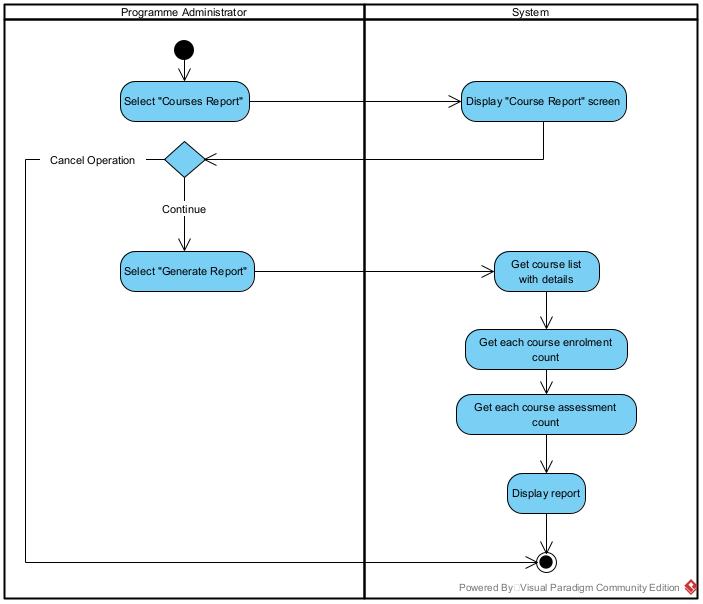 Programme Administrator
System
Select "Courses Report"
Display "Course Report" screen
Cancel Operation
Continue
Select "Generate Report"
Get course list
with details
Get each course enrolment
count
Get each course assessment
count
Display report
Powered By Visual Paradigm Community Edition